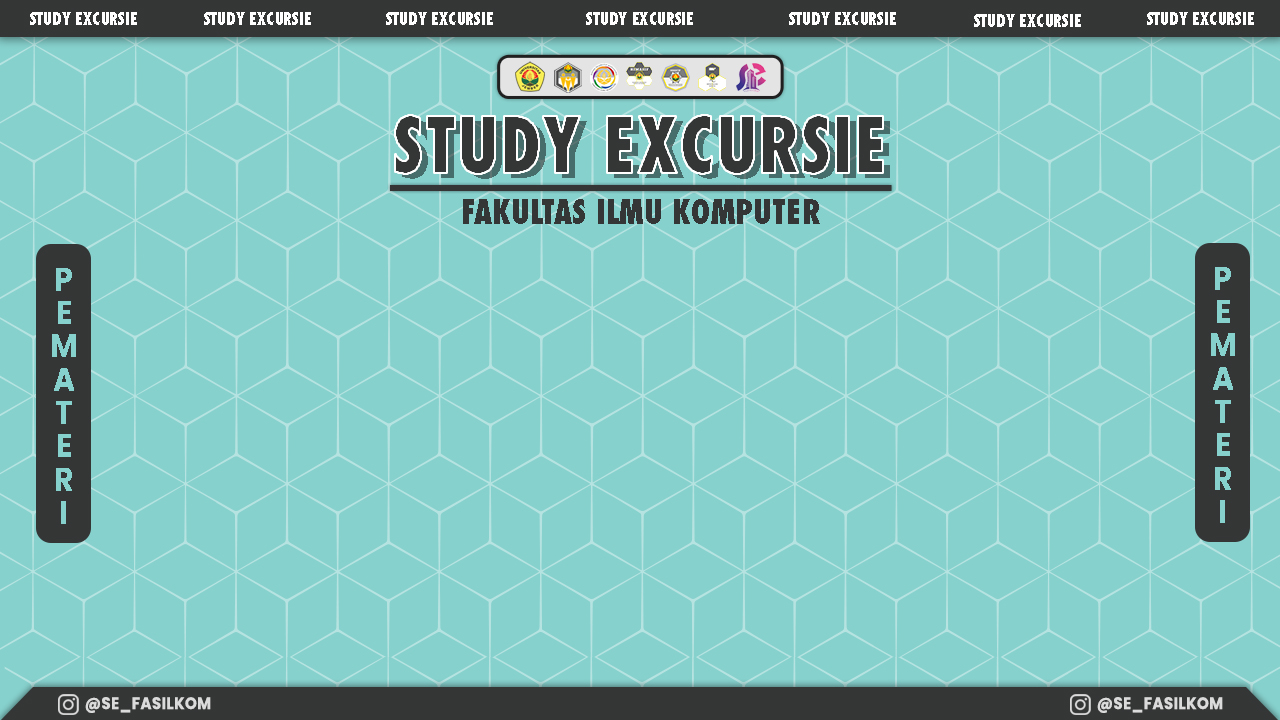 STUDY EXCURSIE STUDY EXCURSIE STUDY EXCURSIE STUDY EXCURSIE STUDY EXCURSIE STUDY EXCURSIE STUDY EXCURSIE
STUDY EXCURSIE
FAKULTAS ILMU KOMPUTER
PEMATERI
PEMATERI
@SE_FASILKOM
@SE_FASILKOM